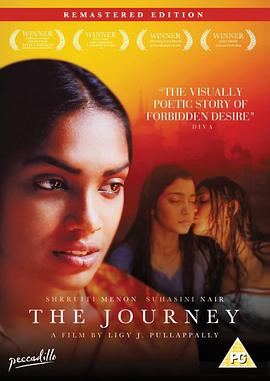 REMASTERED EDITION
WINNER
WINNER
WINNER
WINNER
"THE VISUALLY
POETIC STORY OF
FORBIDDEN DESIRE"
DIVA
SHRRUITI MENON SUHASINI NAIR
THE JOURNEY
A FILM BY LIGY J. PULLAPPALLY
peccadillo
PG